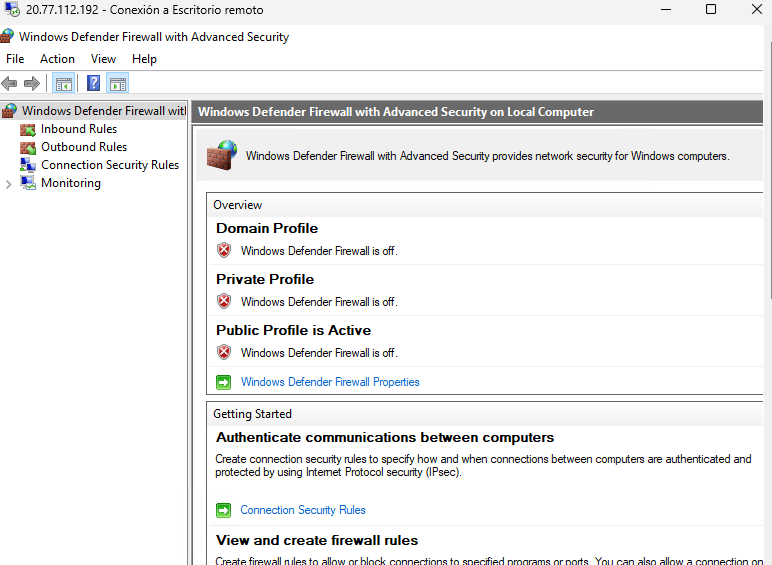 20.77.112.192 - Conexión a Escritorio remoto
Windows Defender Firewall with Advanced Security
File Action View Help
Windows Defender Firewall wit
Inbound Rules
Outbound Rules
Connection Security Rules
Monitoring
Windows Defender Firewall with Advanced Security on Local Computer
Windows Defender Firewall with Advanced Security provides network security for Windows computers.
Overview
Domain Profile
Windows Defender Firewall is off.
Private Profile
Windows Defender Firewall is off.
Public Profile is Active
Windows Defender Firewall is off.
Windows Defender Firewall Properties
Getting Started
Authenticate communications between computers
Create connection security rules to specify how and when connections between computers are authenticated and
protected by using Internet Protocol security (IPsec).
Connection Security Rules
View and create firewall rules
Create firewall rules to allow or block connections to specified programs or ports. You can also allow a connection on